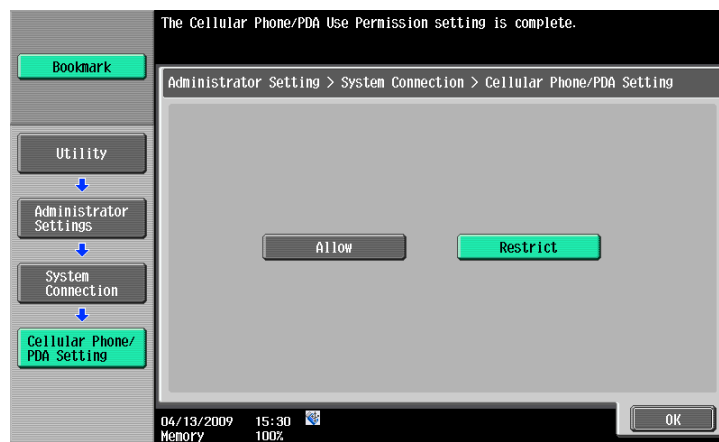 The Cellular Phone/PDA Use Permission setting is complete.
Bookmark
Administrator Setting > System Connection > Cellular Phone/PDA Setting
Utility
Administrator
Settings
System
Connection
Cellular Phone/
PDA Setting
Allow
Restrict
04/13/2009 15:30
Memory 100%
OK